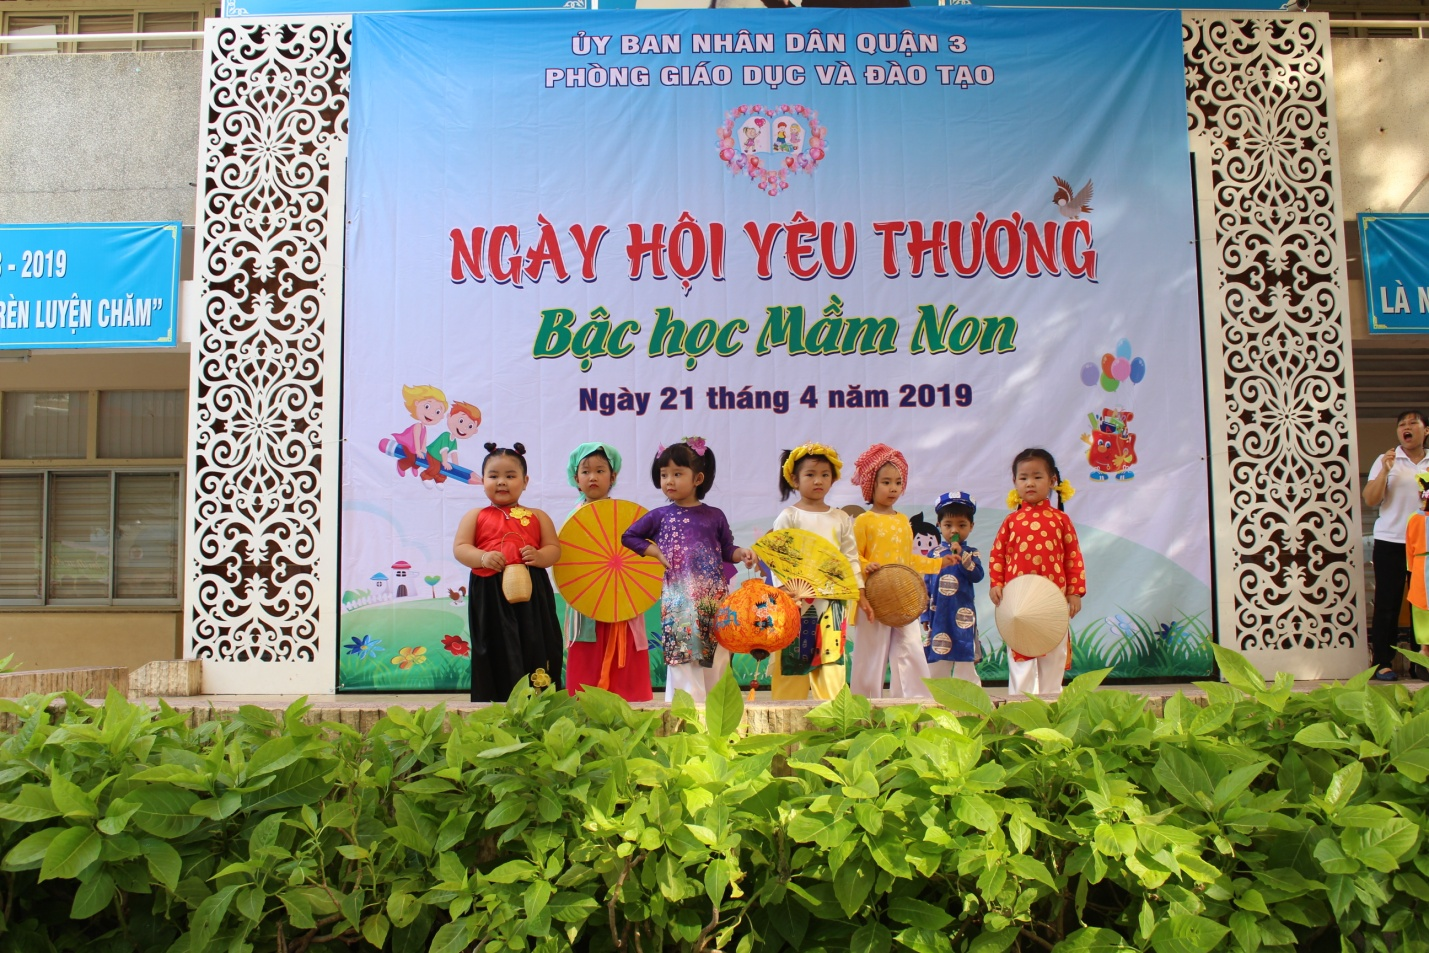 ỦY BAN NHÂN DÂN QUẬN 3
PHÒNG GIÁO DỤC VÀ ĐÀO TẠO
NGÀY HỘI YÊU THƯƠNG
Bậc học Mầm Non
Ngày 21 tháng 4 năm 2019
- 2019
RÈN LUYỆN CHĂM”
LÀ